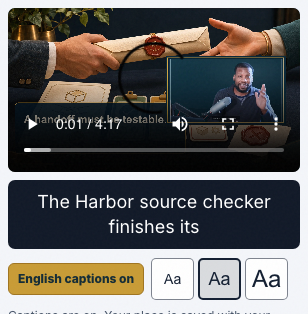 A handoff must be testable.
0:01 / 4:17
The Harbor source checker
finishes its
English captions on
Aa
Aa
Aa
Captions are on. Your place is saved with your